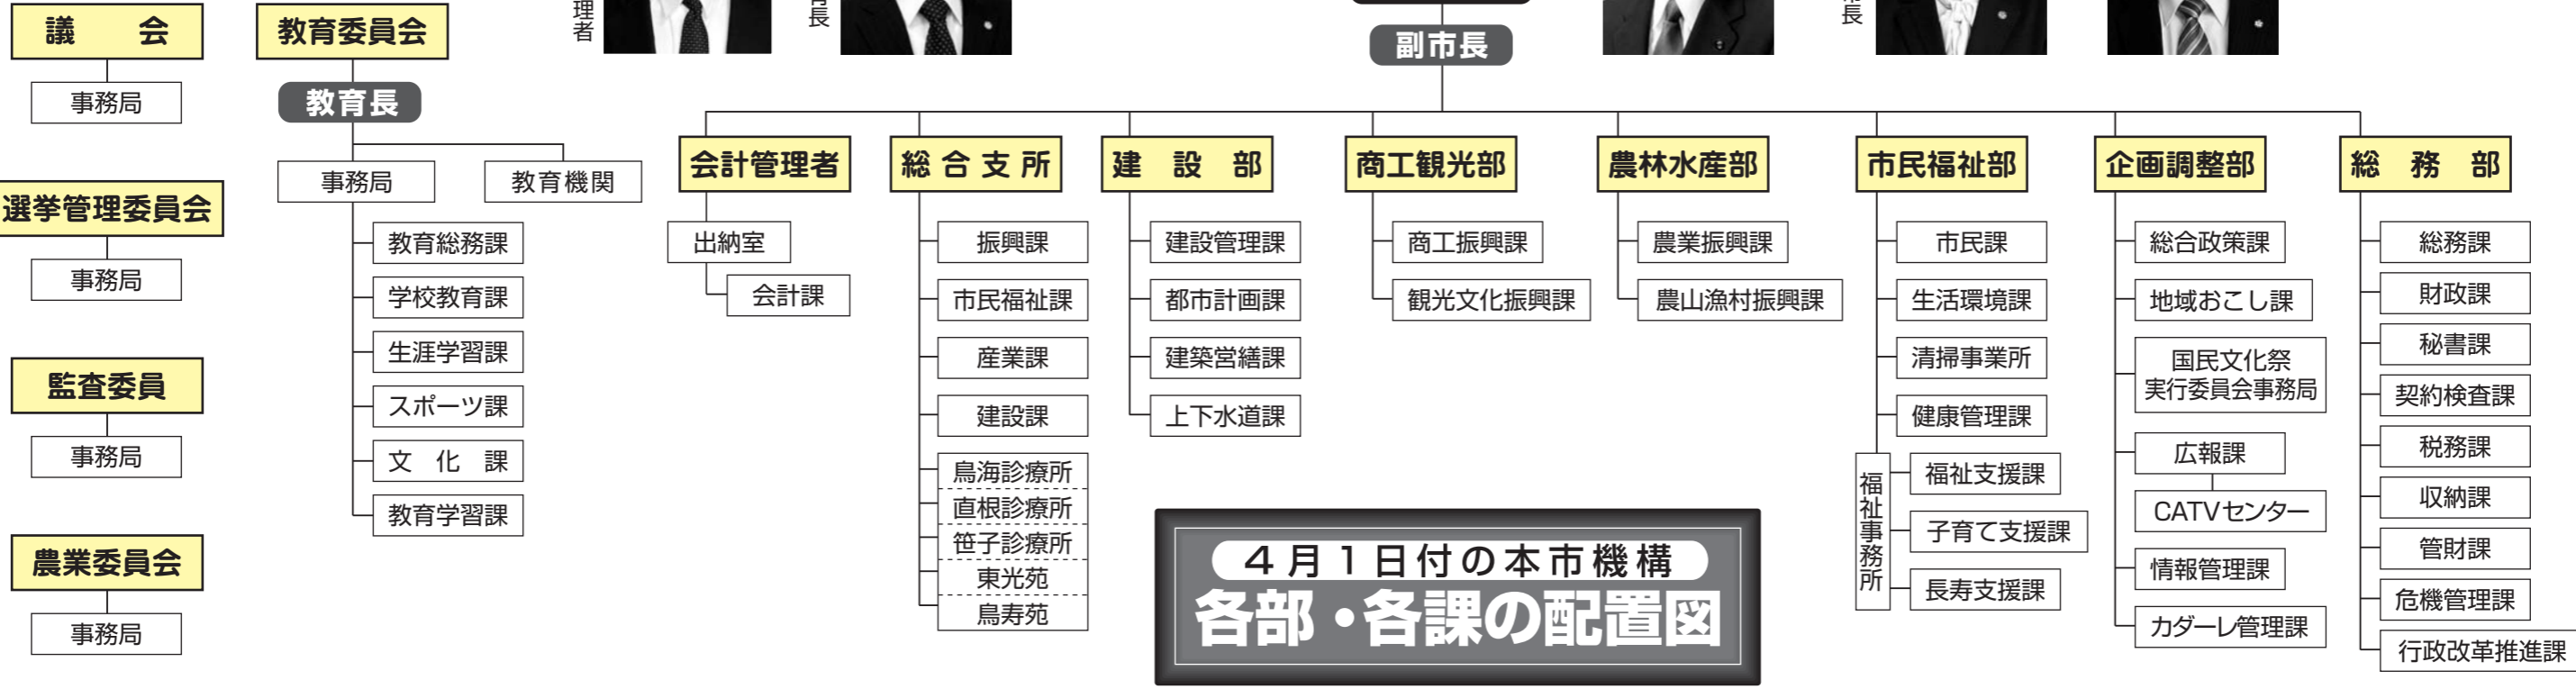 議　会
事務局
選挙管理委員会
事務局
監査委員
事務局
農業委員会
事務局
教育委員会
教育長
事務局
教育機関
教育総務課
学校教育課
生涯学習課
スポーツ課
文　化　課
教育学習課
理者
長
副市長
長
会計管理者
出納室
会計課
総合支所
振興課
市民福祉課
産業課
建設課
鳥海診療所
直根診療所
笹子診療所
東光苑
鳥寿苑
建　設　部
建設管理課
都市計画課
建築営繕課
上下水道課
商工観光部
商工振興課
観光文化振興課
農林水産部
農業振興課
農山漁村振興課
市民福祉部
市民課
生活環境課
清掃事業所
健康管理課
福祉事務所
福祉支援課
子育て支援課
長寿支援課
企画調整部
総合政策課
地域おこし課
国民文化祭
実行委員会事務局
広報課
CATVセンター
情報管理課
カダーレ管理課
総　務　部
総務課
財政課
秘書課
契約検査課
税務課
収納課
管財課
危機管理課
行政改革推進課
４月１日付の本市機構
各部・各課の配置図